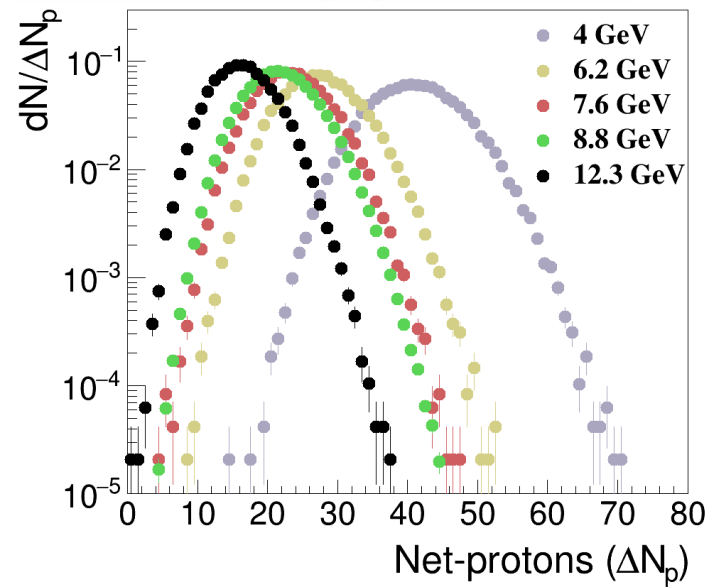 dN/ΔN_p
10^−1
10^−2
10^−3
10^−4
10^−5
4 GeV
6.2 GeV
7.6 GeV
8.8 GeV
12.3 GeV
0 10 20 30 40 50 60 70 80
Net-protons (ΔN_p)